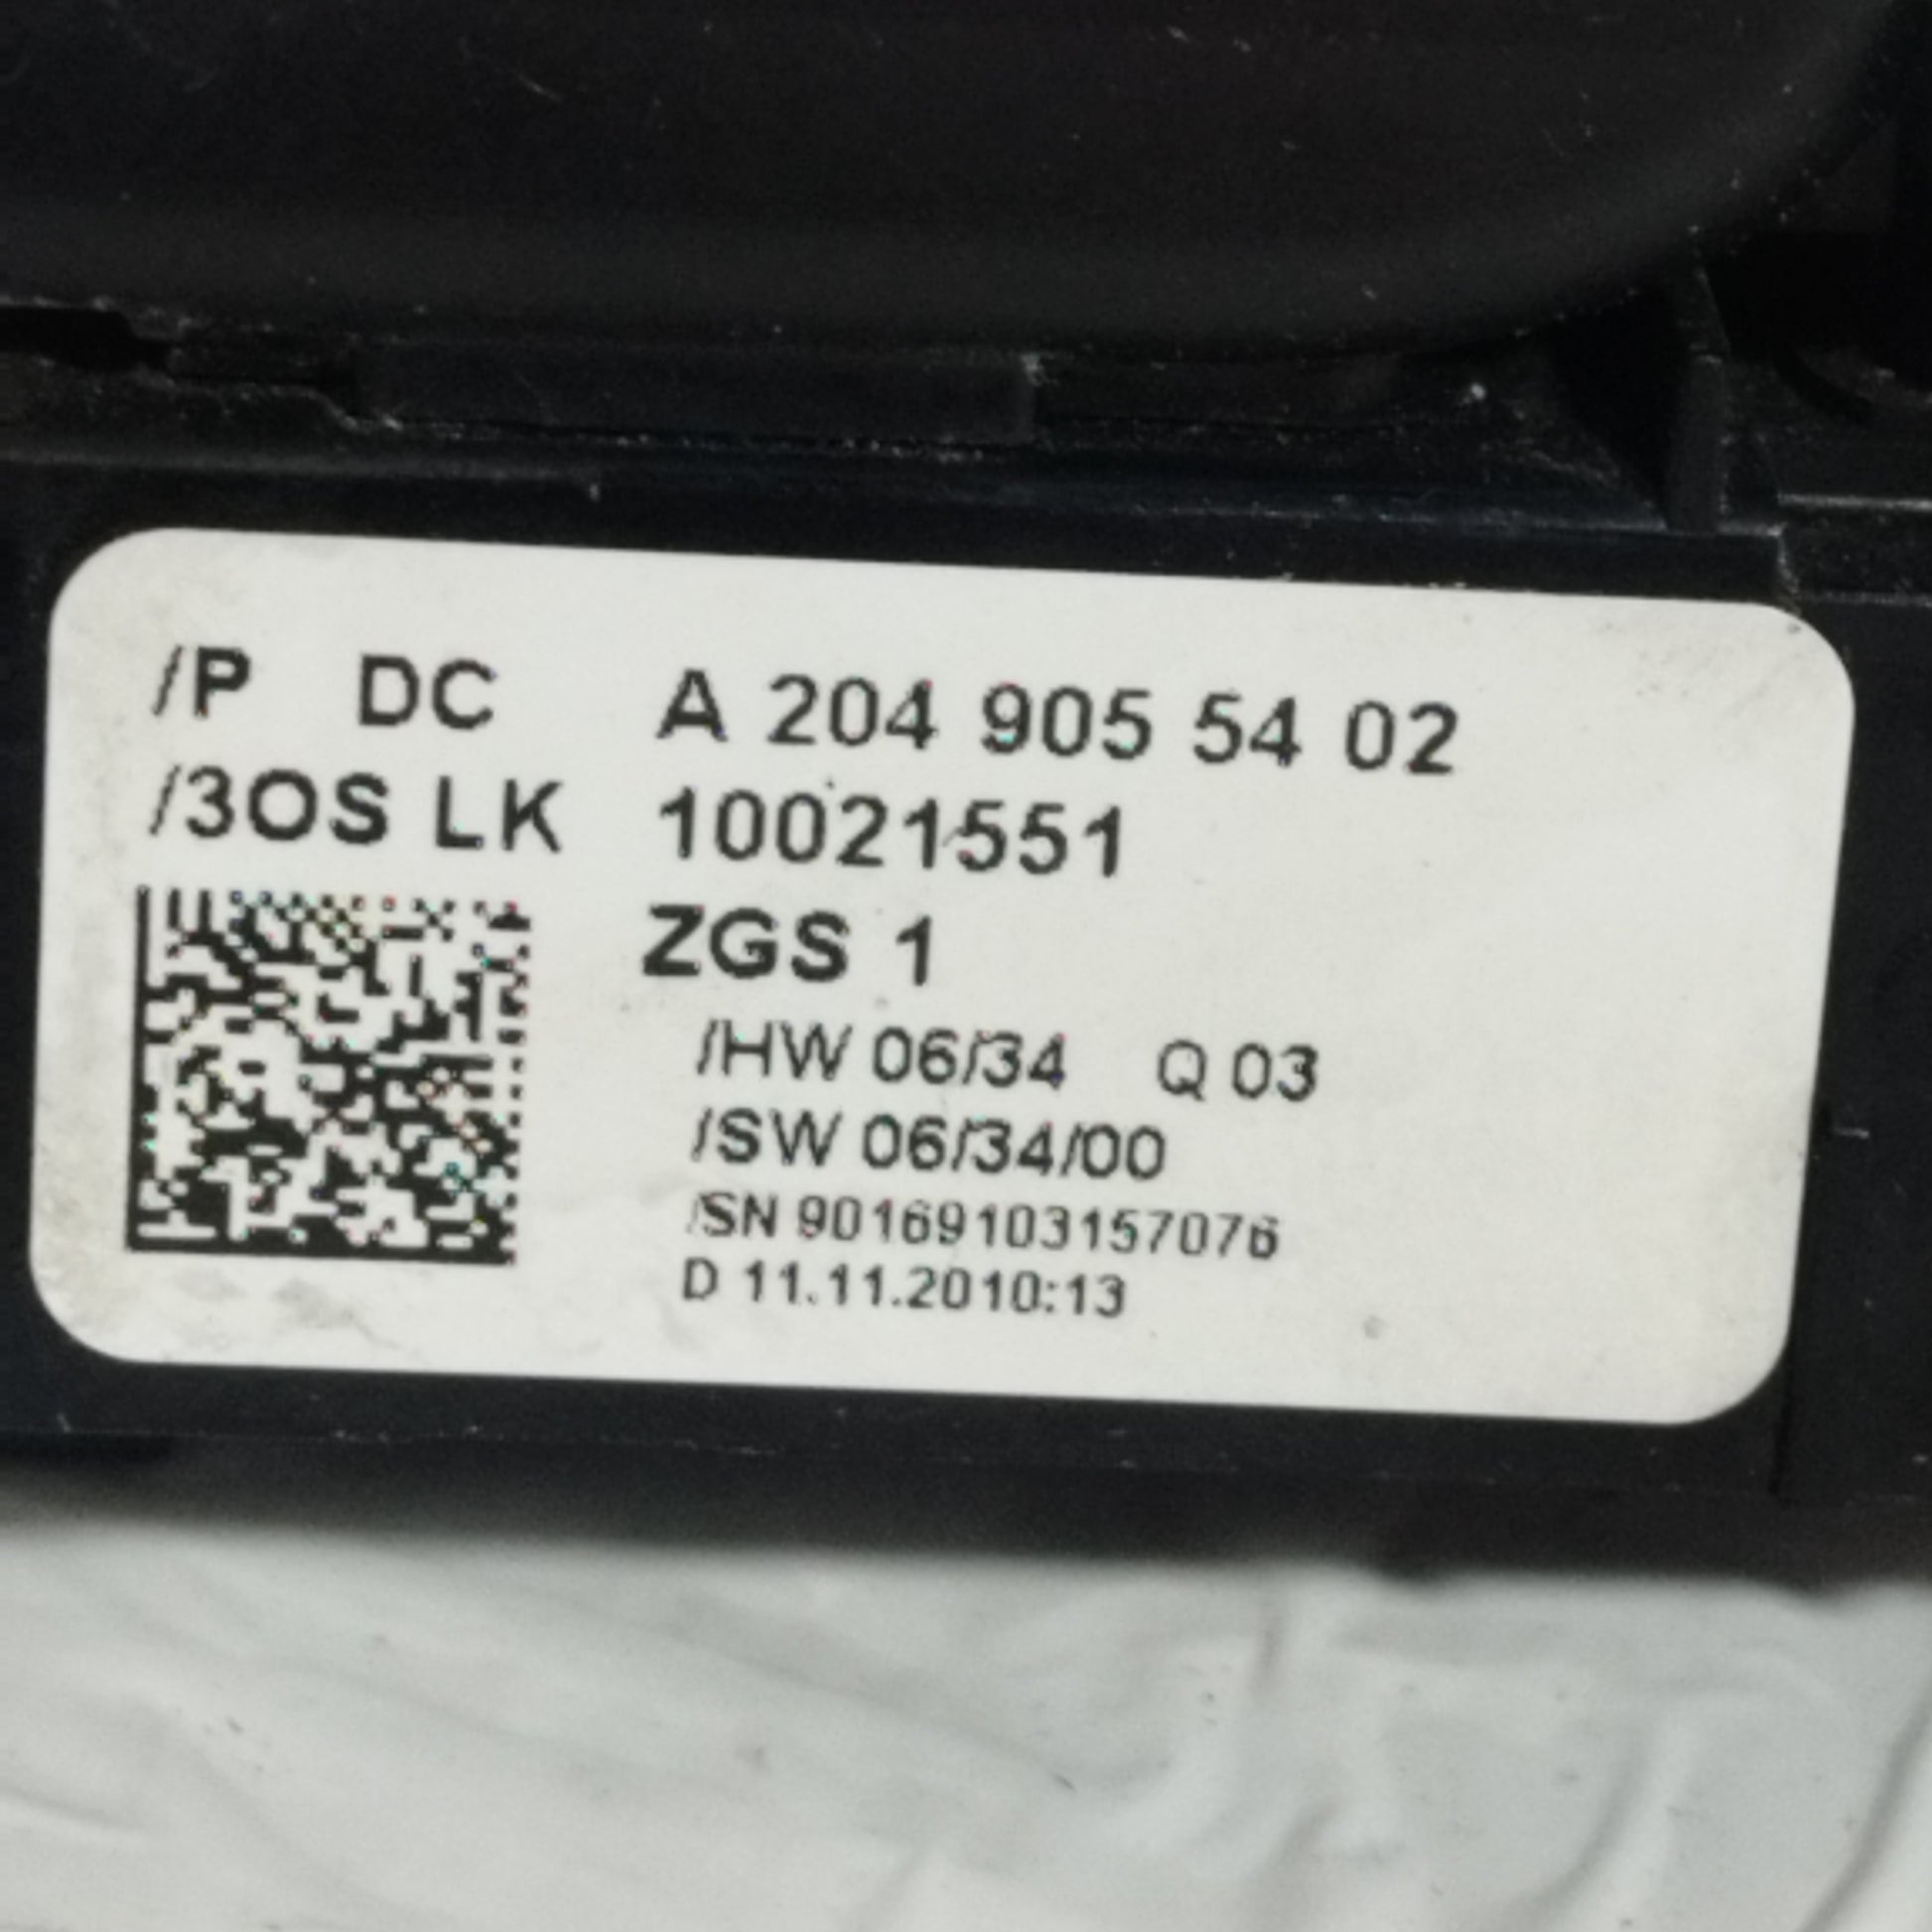 /P DC A 204 905 54 02
/3OS LK 10021551
ZGS 1
/HW 06/34 Q 03
/SW 06/34/00
/SN 90169103157076
D 11.11.2010:13